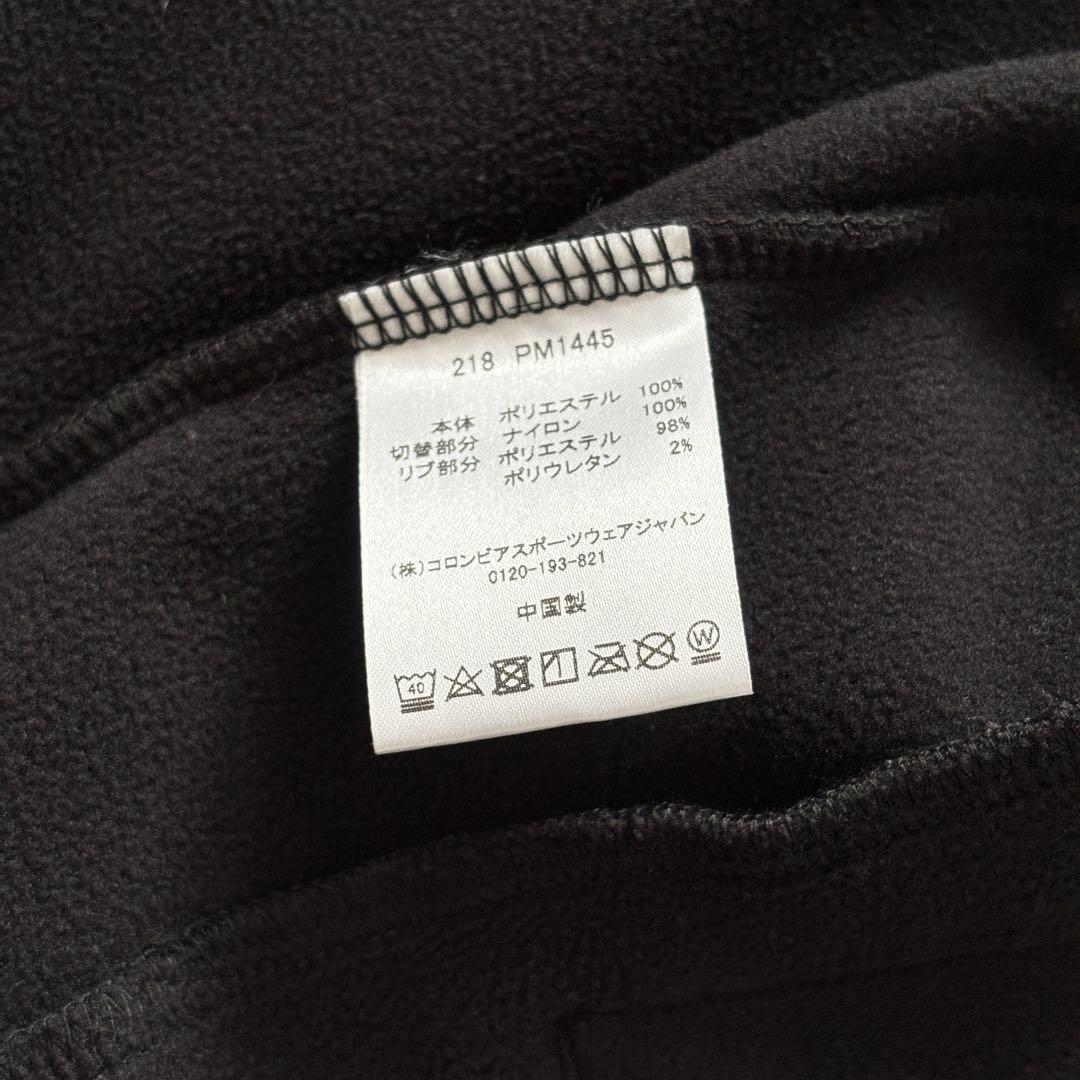 218 PM1445
本体 ポリエステル 100%
切替部分 ナイロン 100%
リブ部分 ポリエステル 98%
ポリウレタン 2%
(株)コロンビアスポーツウェアジャパン
0120-193-821
中国製
40 W